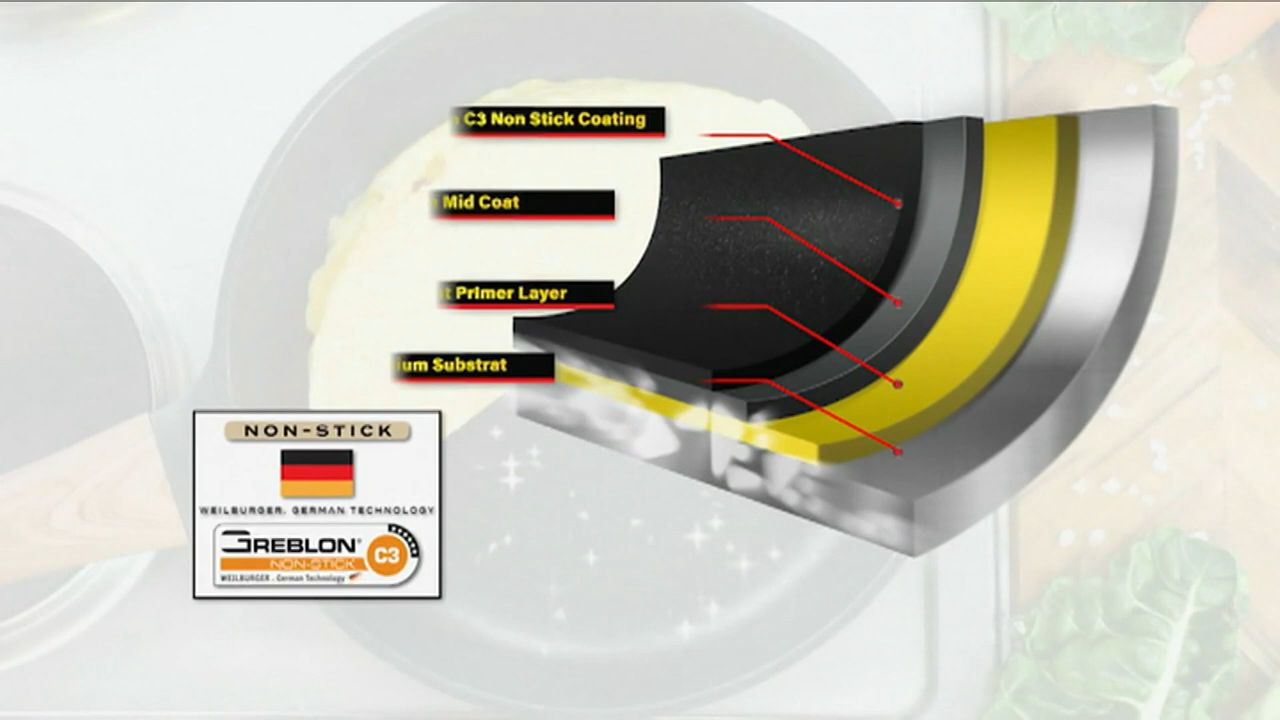 C3 Non Stick Coating
Mid Coat
t Primer Layer
ium Substrat
NON-STICK
WEILBURGER. GERMAN TECHNOLOGY
GREBLON®
C3
NON-STICK
WEILBURGER - German Technology